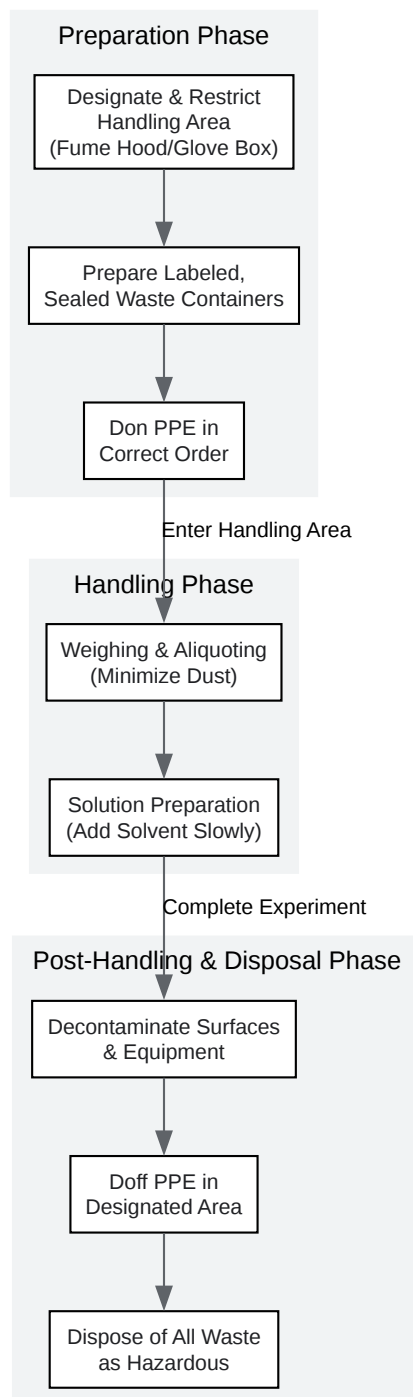 Preparation Phase
Designate & Restrict
Handling Area
(Fume Hood/Glove Box)
Prepare Labeled,
Sealed Waste Containers
Don PPE in
Correct Order
Enter Handling Area
Handling Phase
Weighing & Aliquoting
(Minimize Dust)
Solution Preparation
(Add Solvent Slowly)
Complete Experiment
Post-Handling & Disposal Phase
Decontaminate Surfaces
& Equipment
Doff PPE in
Designated Area
Dispose of All Waste
as Hazardous